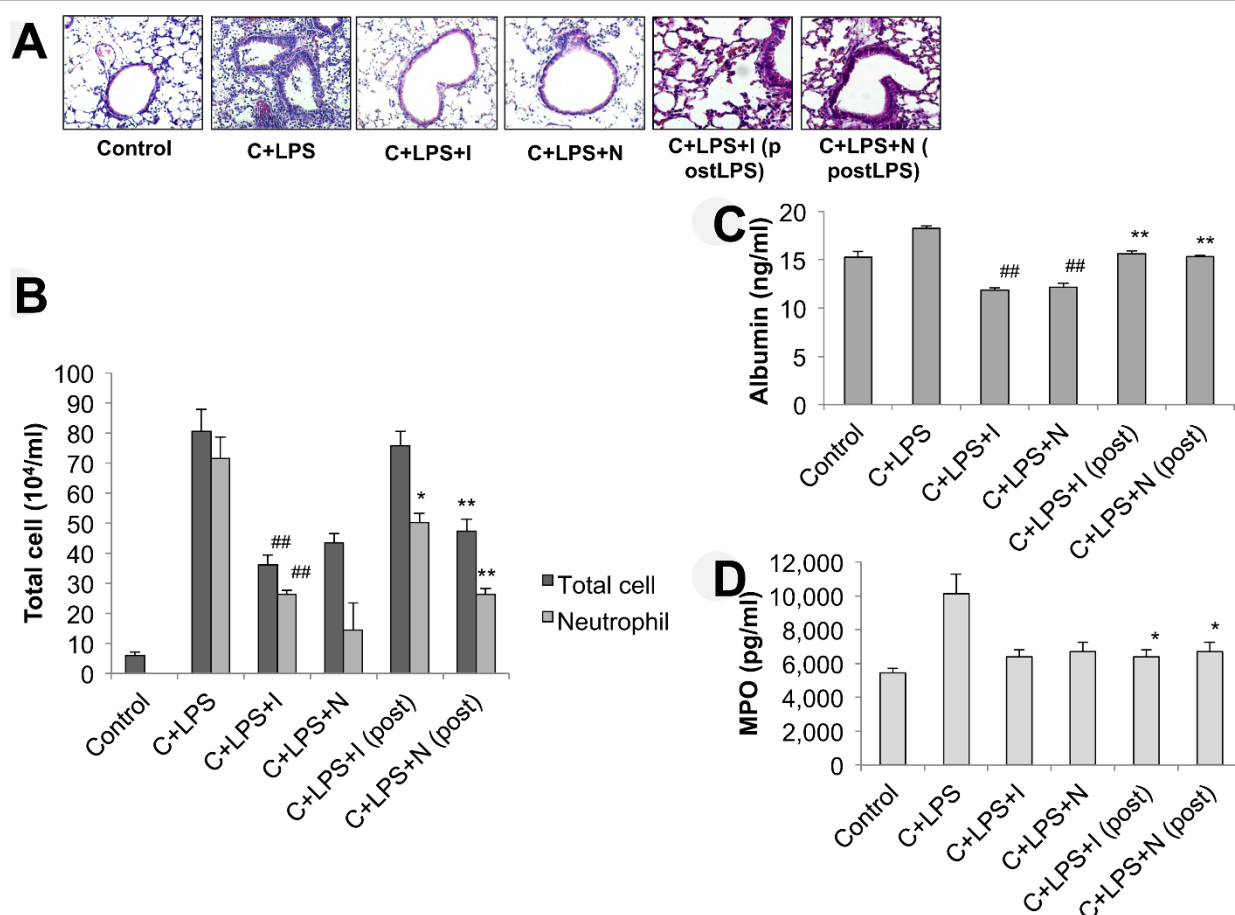 A
Control
C+LPS
C+LPS+I
C+LPS+N
C+LPS+I (p
ostLPS)
C+LPS+N (
postLPS)
B
Total cell (10⁴/ml)
100
90
80
70
60
50
40
30
20
10
0
##
##
*
**
**
Total cell
Neutrophil
Control
C+LPS
C+LPS+I
C+LPS+N
C+LPS+I (post)
C+LPS+N (post)
C
Albumin (ng/ml)
20
15
10
5
0
##
##
**
**
Control
C+LPS
C+LPS+I
C+LPS+N
C+LPS+I (post)
C+LPS+N (post)
D
MPO (pg/ml)
12,000
10,000
8,000
6,000
4,000
2,000
0
*
*
Control
C+LPS
C+LPS+I
C+LPS+N
C+LPS+I (post)
C+LPS+N (post)